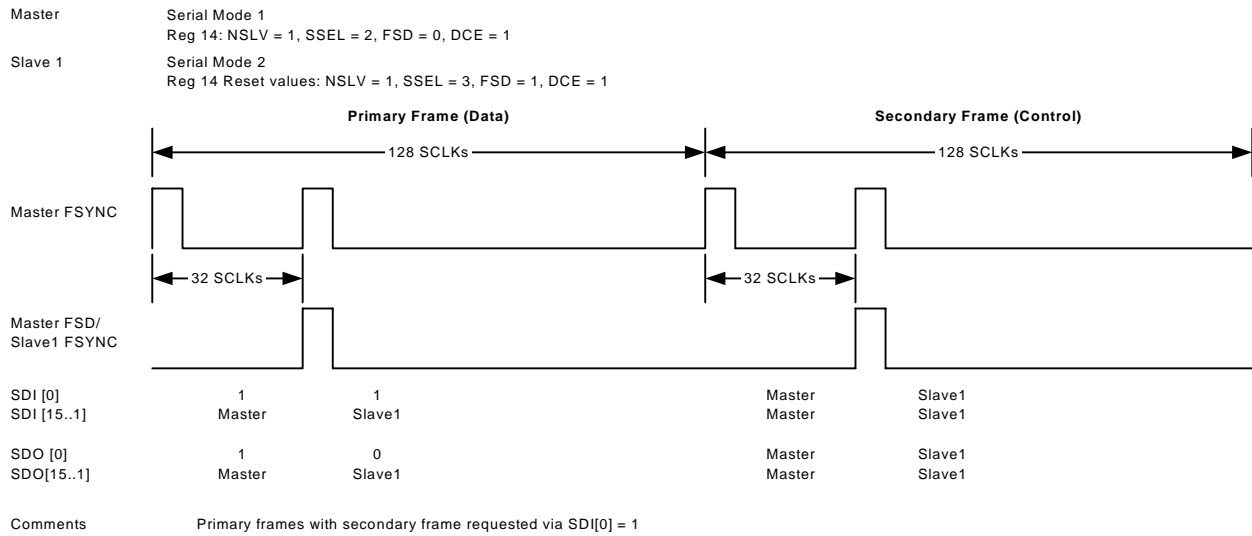 Master Serial Mode 1
Reg 14: NSLV = 1, SSEL = 2, FSD = 0, DCE = 1
Slave 1 Serial Mode 2
Reg 14 Reset values: NSLV = 1, SSEL = 3, FSD = 1, DCE = 1
Primary Frame (Data) Secondary Frame (Control)
128 SCLKs 128 SCLKs
Master FSYNC
32 SCLKs 32 SCLKs
Master FSD/
Slave1 FSYNC
SDI [0] 1 1 Master Slave1
SDI [15..1] Master Slave1 Master Slave1
SDO [0] 1 0 Master Slave1
SDO[15..1] Master Slave1 Master Slave1
Comments Primary frames with secondary frame requested via SDI[0] = 1